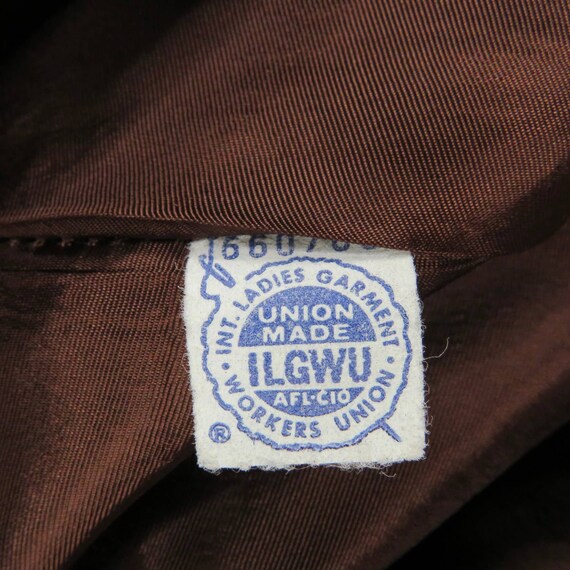 INT. LADIES GARMENT
WORKERS UNION
UNION
MADE
ILGWU
AFL-CIO
®